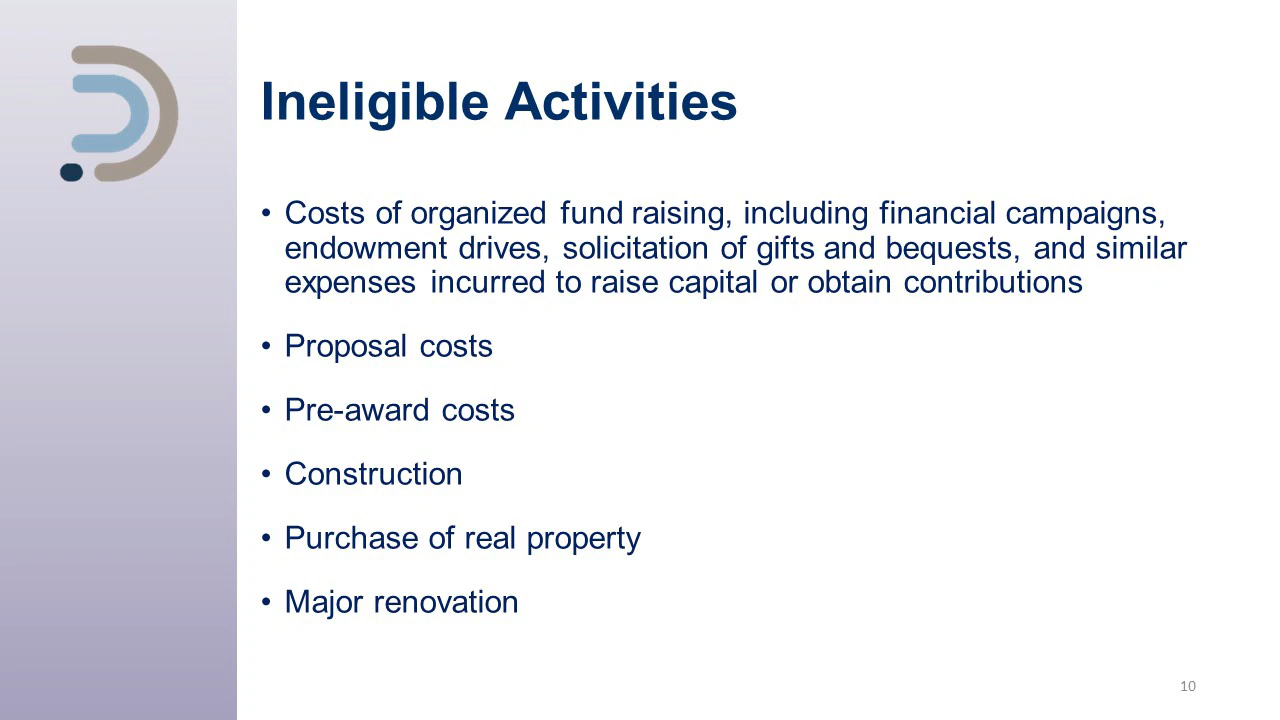 Ineligible Activities
• Costs of organized fund raising, including financial campaigns,
endowment drives, solicitation of gifts and bequests, and similar
expenses incurred to raise capital or obtain contributions
• Proposal costs
• Pre-award costs
• Construction
• Purchase of real property
• Major renovation
10